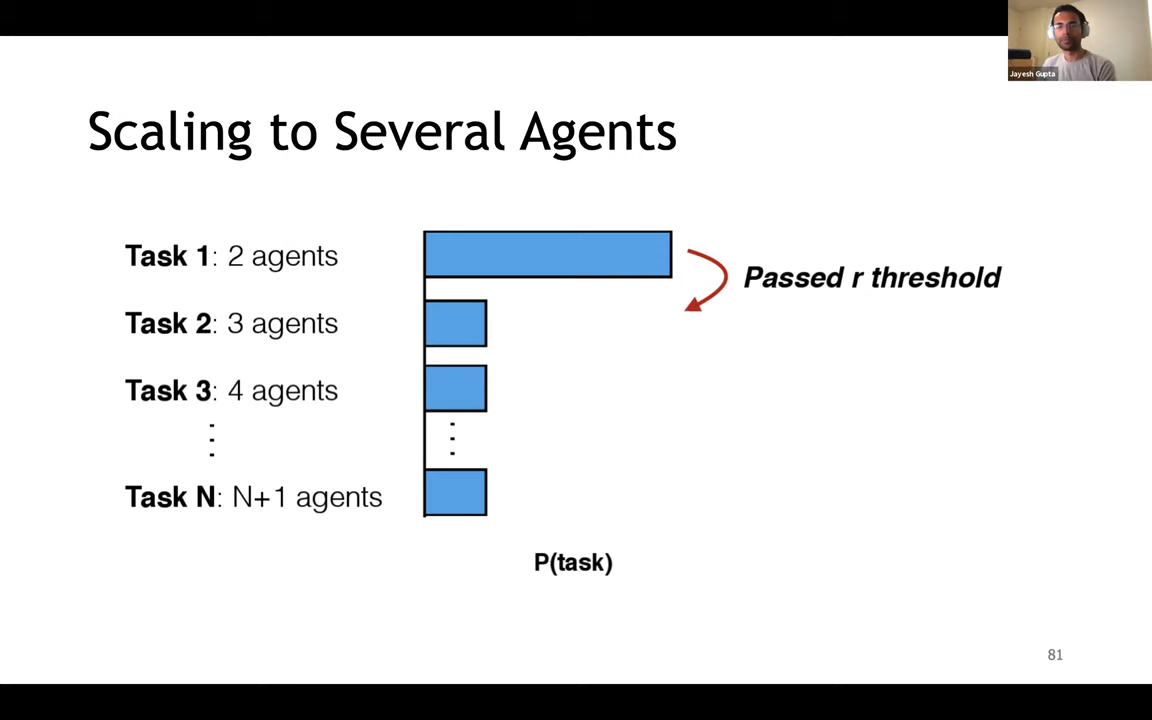 Jayesh Gupta
Scaling to Several Agents
Task 1: 2 agents
Passed r threshold
Task 2: 3 agents
Task 3: 4 agents
Task N: N+1 agents
P(task)
81